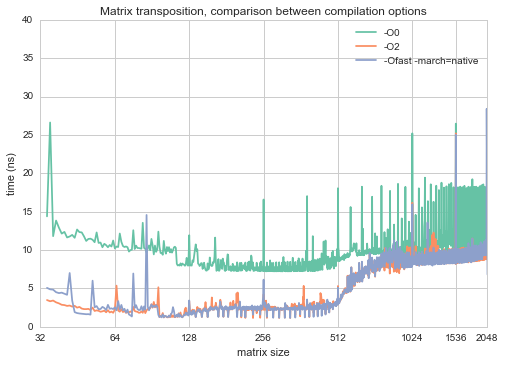 Matrix transposition, comparison between compilation options
40
35
30
25
20
15
10
5
0
time (ns)
-O0
-O2
-Ofast -march=native
32 64 128 256 512 1024 1536 2048
matrix size